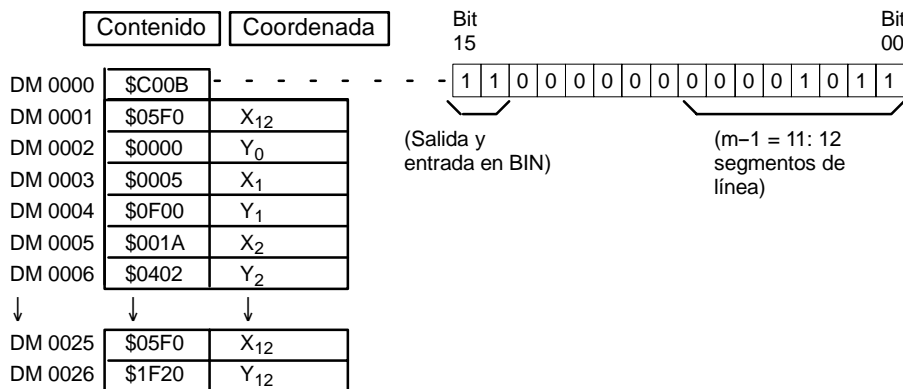 Contenido Coordenada
Bit 15
Bit 00
DM 0000 $C00B 1 1 0 0 0 0 0 0 0 0 0 0 1 0 1 1
DM 0001 $05F0 X12
DM 0002 $0000 Y0
DM 0003 $0005 X1
DM 0004 $0F00 Y1
DM 0005 $001A X2
DM 0006 $0402 Y2
↓ ↓ ↓
DM 0025 $05F0 X12
DM 0026 $1F20 Y12
(Salida y
entrada en BIN)
(m–1 = 11: 12
segmentos de
línea)